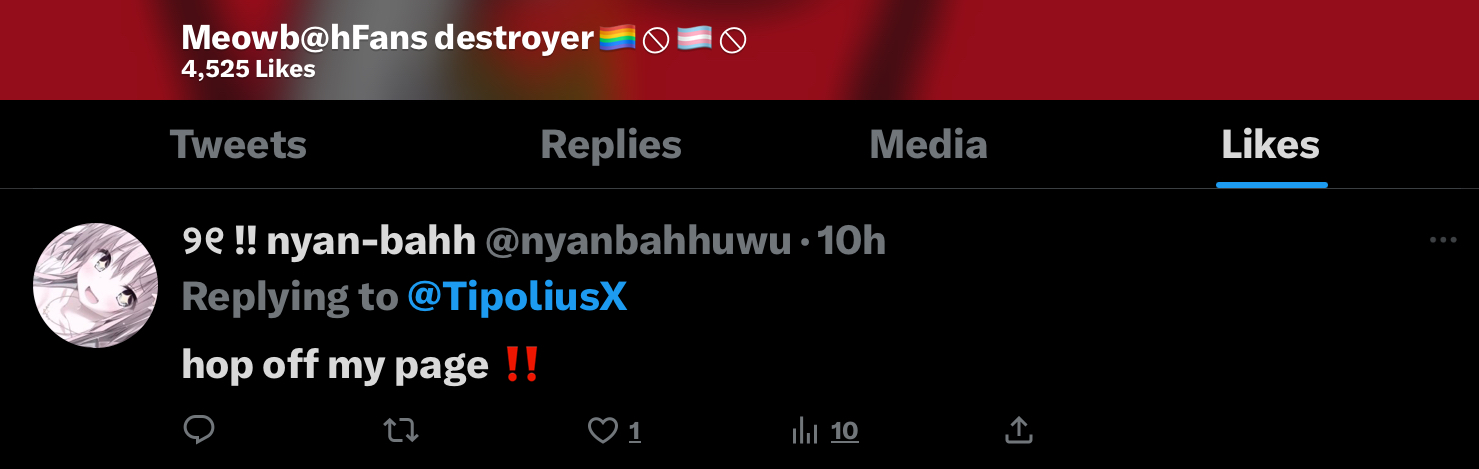 Meowb@hFans destroyer🏳️‍🌈🚫🏳️‍⚧️🚫
4,525 Likes
Tweets Replies Media Likes
୨୧ !! nyan-bahh @nyanbahhuwu · 10h
Replying to @TipoliusX
hop off my page ‼️
1 10